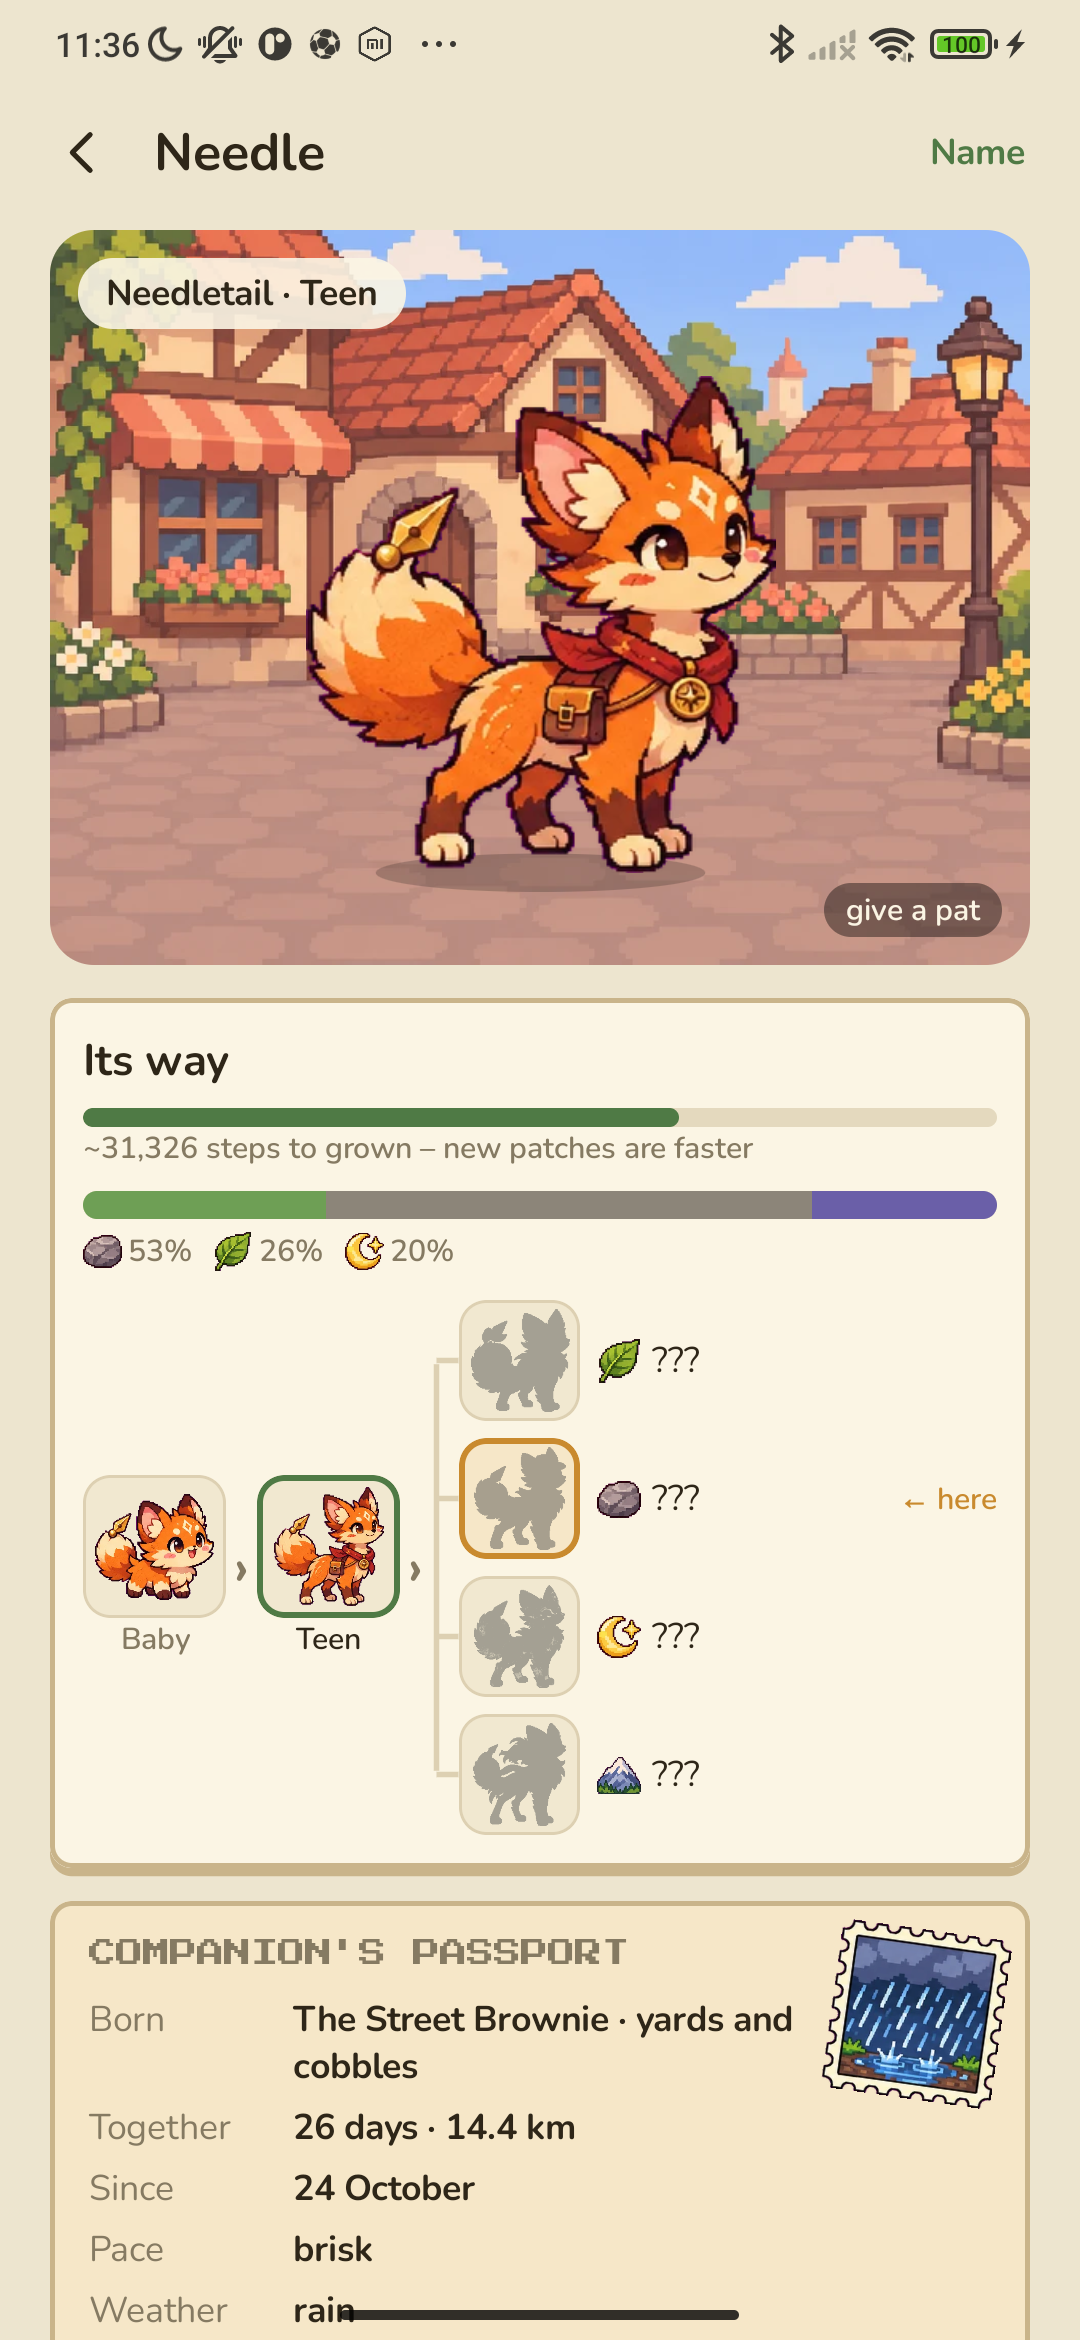 11:36
100
Needle
Name
Needletail · Teen
give a pat
Its way
~31,326 steps to grown – new patches are faster
53% 26% 20%
???
??? ← here
???
???
Baby › Teen ›
COMPANION'S PASSPORT
Born The Street Brownie · yards and
cobbles
Together 26 days · 14.4 km
Since 24 October
Pace brisk
Weather rain